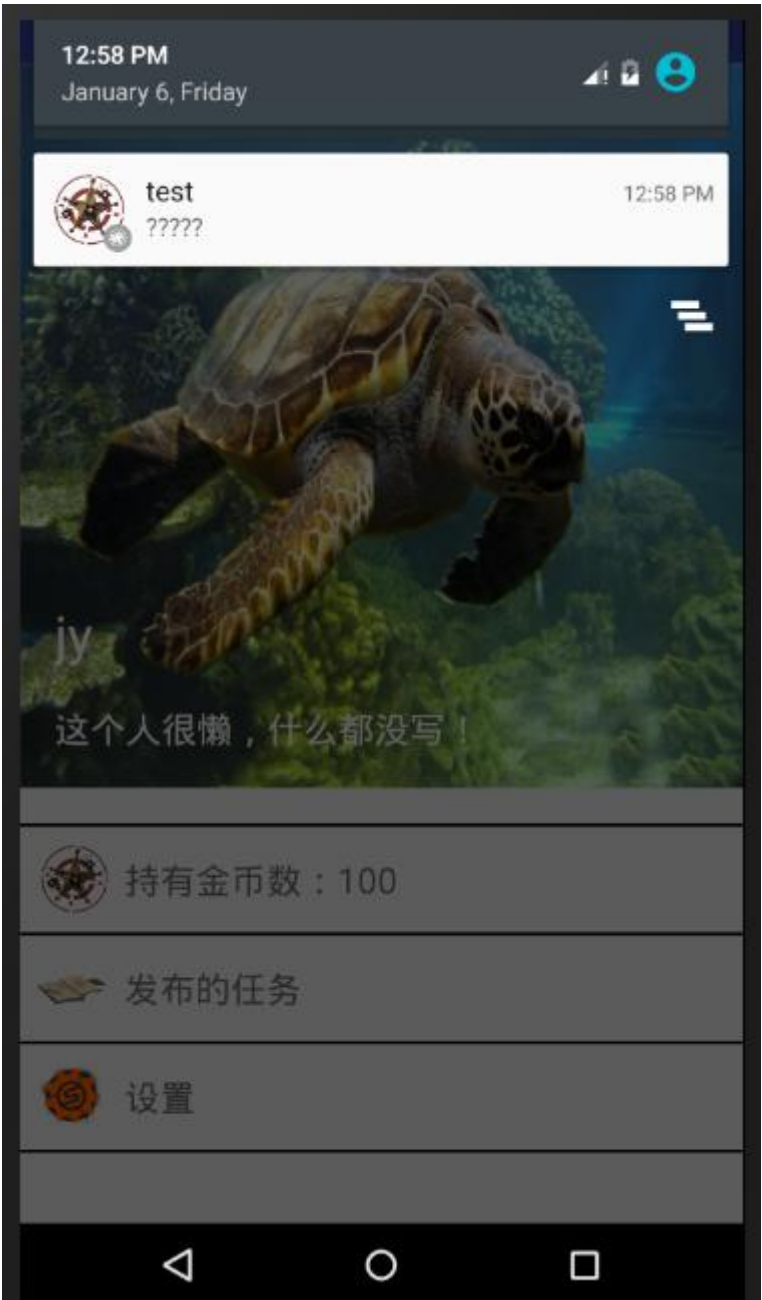 12:58 PM
January 6, Friday
test
12:58 PM
?????
jy
这个人很懒，什么都没写！
持有金币数：100
发布的任务
设置